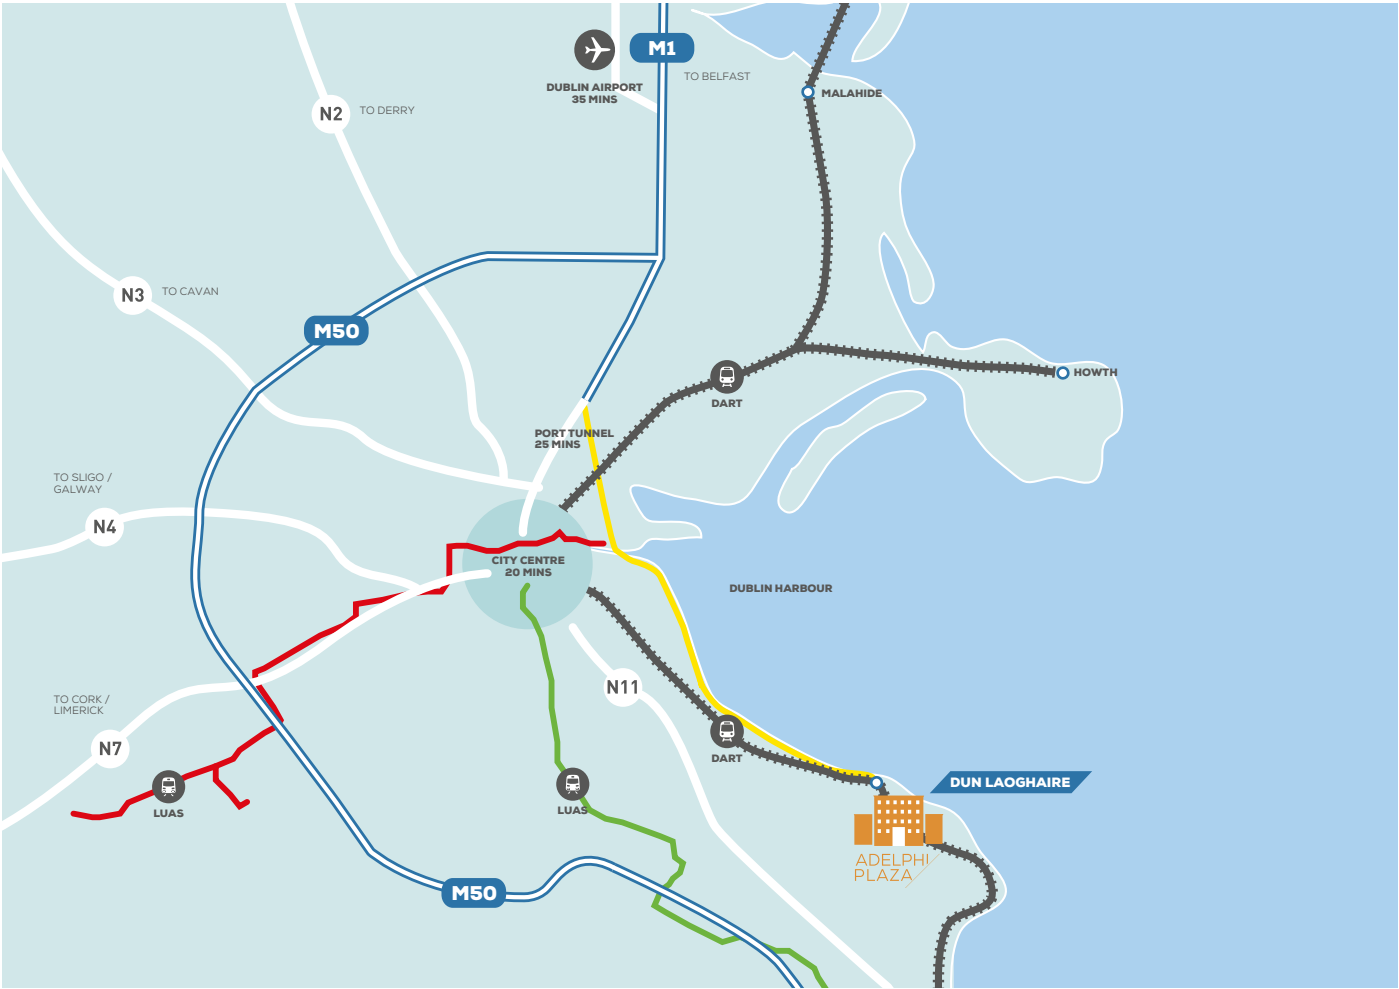 M1
TO BELFAST
DUBLIN AIRPORT
35 MINS
MALAHIDE
N2
TO DERRY
N3
TO CAVAN
M50
HOWTH
DART
PORT TUNNEL
25 MINS
TO SLIGO /
GALWAY
N4
CITY CENTRE
20 MINS
DUBLIN HARBOUR
N11
TO CORK /
LIMERICK
N7
DART
DUN LAOGHAIRE
LUAS
LUAS
ADELPHI
PLAZA
M50